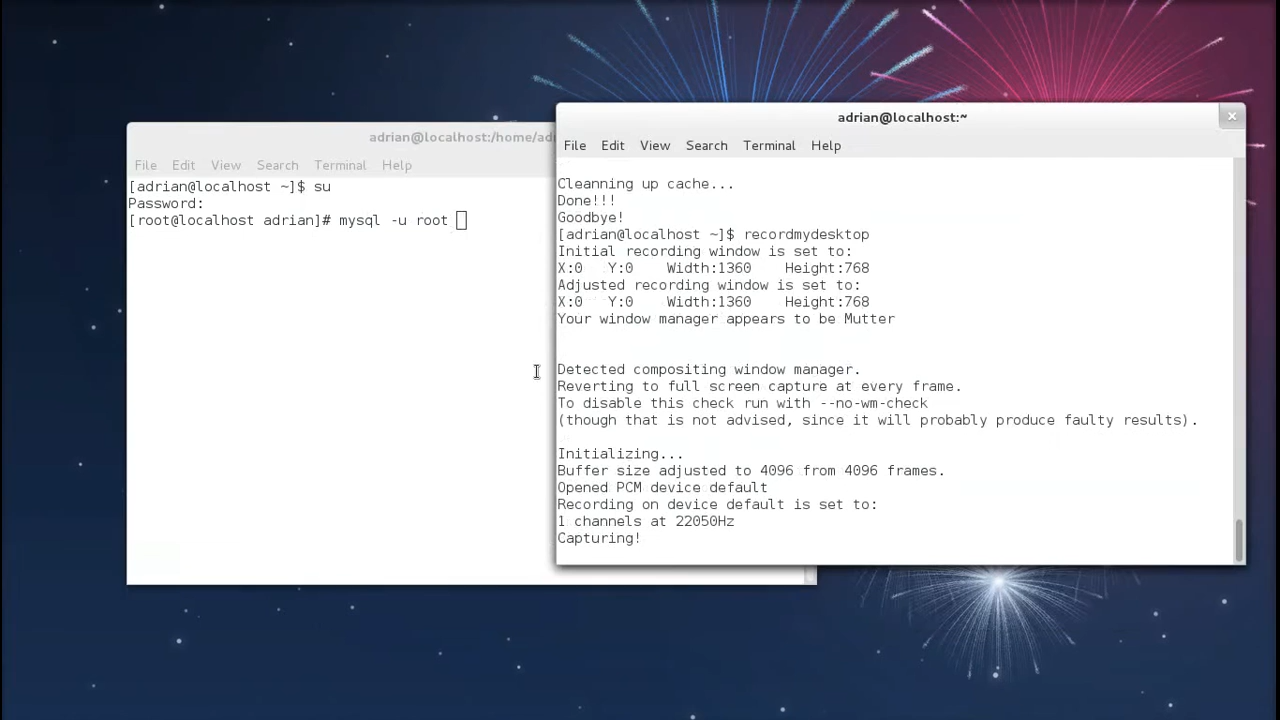 adrian@localhost:/home/ad
File Edit View Search Terminal Help
[adrian@localhost ~]$ su
Password:
[root@localhost adrian]# mysql -u root
adrian@localhost:~
File Edit View Search Terminal Help
Cleanning up cache...
Done!!!
Goodbye!
[adrian@localhost ~]$ recordmydesktop
Initial recording window is set to:
X:0   Y:0    Width:1360    Height:768
Adjusted recording window is set to:
X:0   Y:0    Width:1360    Height:768
Your window manager appears to be Mutter
Detected compositing window manager.
Reverting to full screen capture at every frame.
To disable this check run with --no-wm-check
(though that is not advised, since it will probably produce faulty results).
Initializing...
Buffer size adjusted to 4096 from 4096 frames.
Opened PCM device default
Recording on device default is set to:
1 channels at 22050Hz
Capturing!